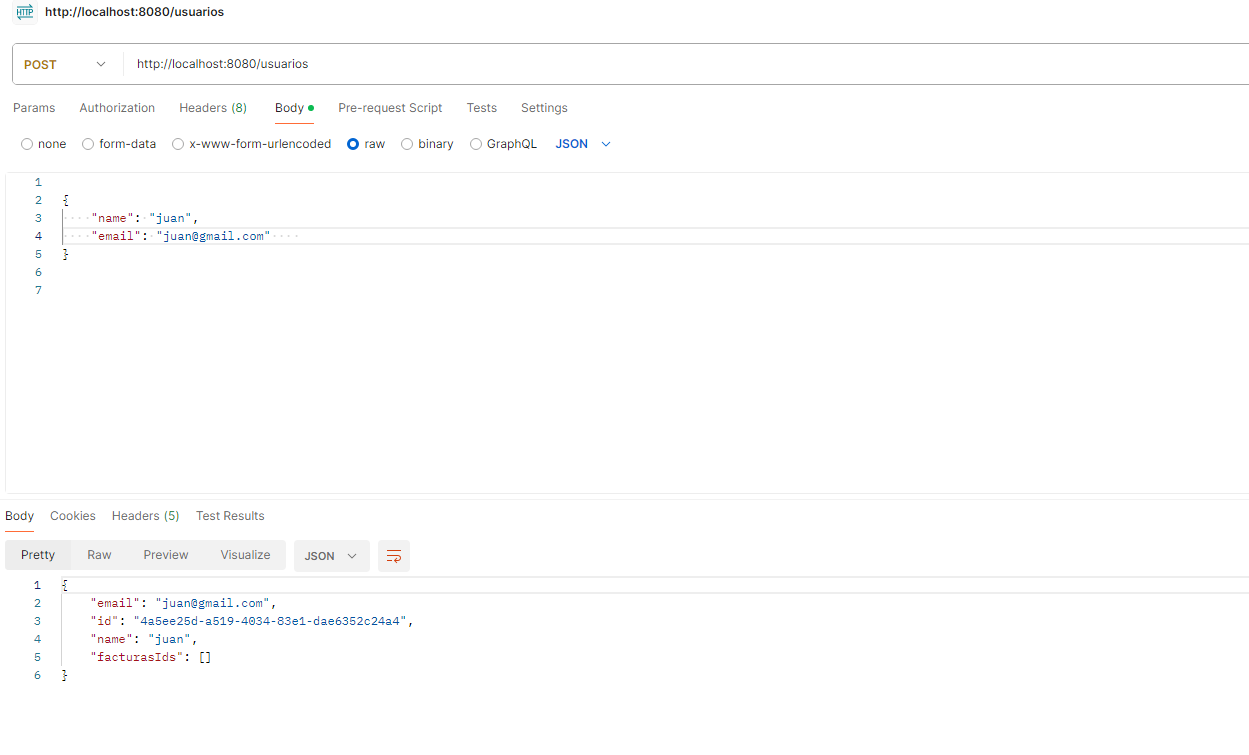 HTTP http://localhost:8080/usuarios
POST http://localhost:8080/usuarios
Params Authorization Headers (8) Body Pre-request Script Tests Settings
none form-data x-www-form-urlencoded raw binary GraphQL JSON
1
2 {
3 "name": "juan",
4 "email": "juan@gmail.com"
5 }
6
7
Body Cookies Headers (5) Test Results
Pretty Raw Preview Visualize JSON
1 {
2 "email": "juan@gmail.com",
3 "id": "4a5ee25d-a519-4034-83e1-dae6352c24a4",
4 "name": "juan",
5 "facturasIds": []
6 }